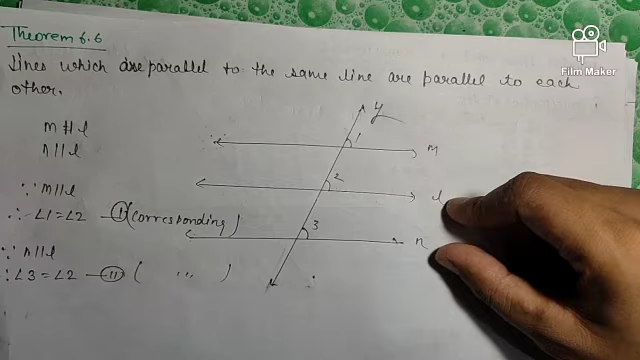 Theorem 6.6
Film Maker
Lines which are parallel to the same line are parallel to each
other.
m ∥ l
n ∥ l
∵ m ∥ l
∴ ∠1 = ∠2 — Ⓘ (corresponding)
∵ n ∥ l
∴ ∠3 = ∠2 — Ⓘⓘ ( ,,, )
y
1
m
2
l
3
n